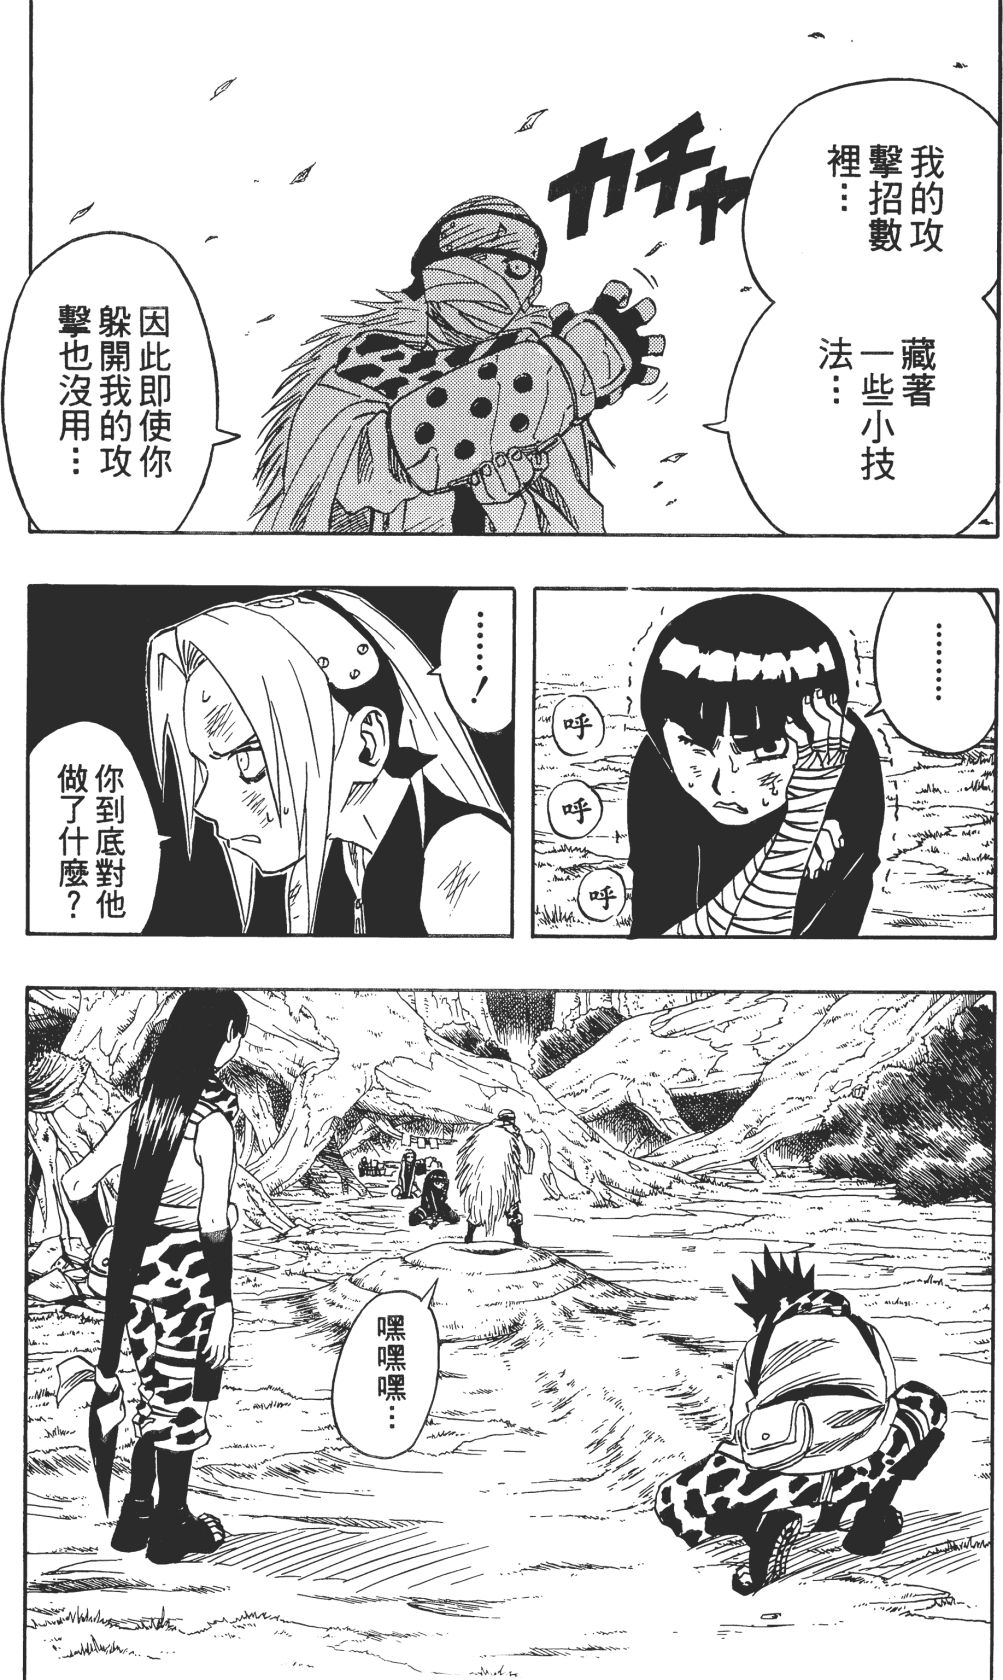 我的攻
擊招數
裡…
藏著
一些小技
法…
カチャ
因此即使你
躲開我的攻
擊也沒用…
………
呼
呼
呼
……!
你到底對他
做了什麼?
嘿嘿嘿…